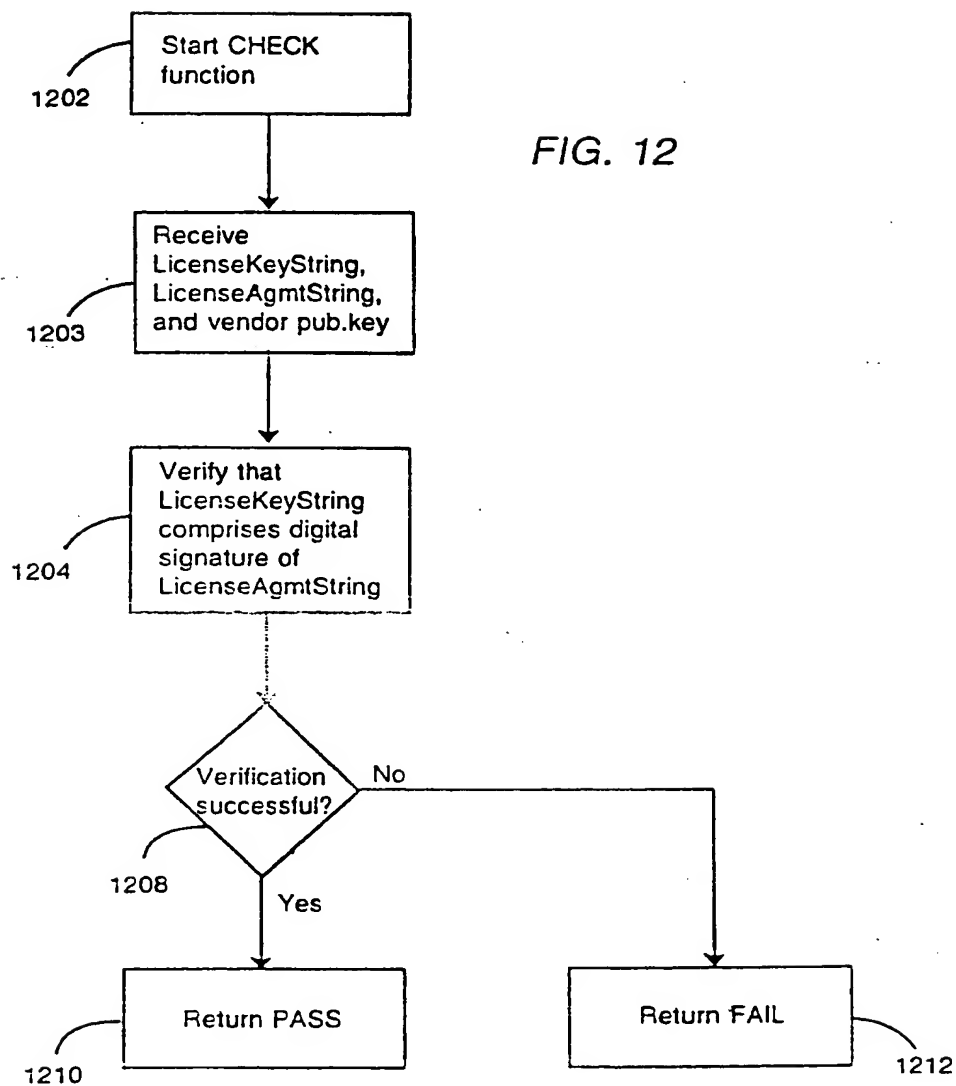 Start CHECK
function
1202
FIG. 12
Receive
LicenseKeyString,
LicenseAgmtString,
and vendor pub.key
1203
Verify that
LicenseKeyString
comprises digital
signature of
LicenseAgmtString
1204
Verification
successful?
No
1208
Yes
Return PASS
1210
Return FAIL
1212